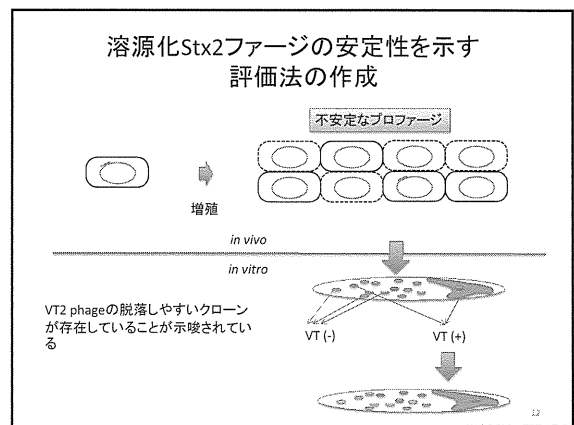 溶源化Stx2ファージの安定性を示す
評価法の作成
不安定なプロファージ
増殖
in vivo
in vitro
VT2 phageの脱落しやすいクローン
が存在していることが示唆されてい
る
VT (-)
VT (+)
12